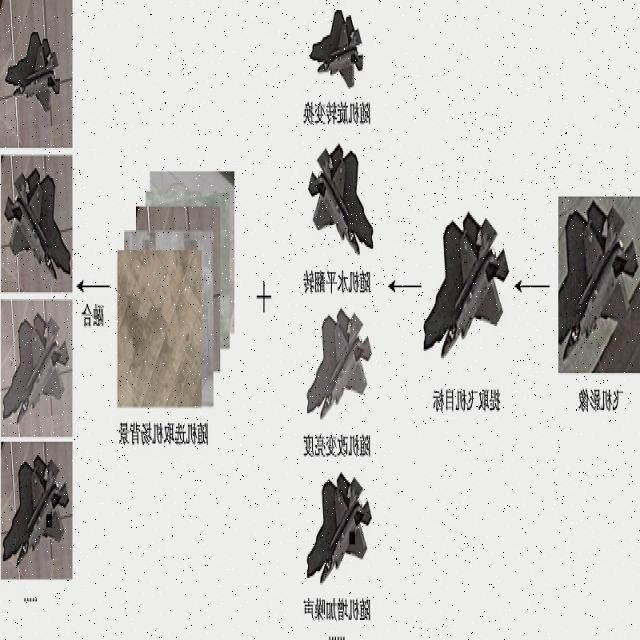 飞机影像
提取飞机目标
随机旋转变换
随机水平翻转
随机改变亮度
随机增加噪声
......
+
随机选取机场背景
融合
......